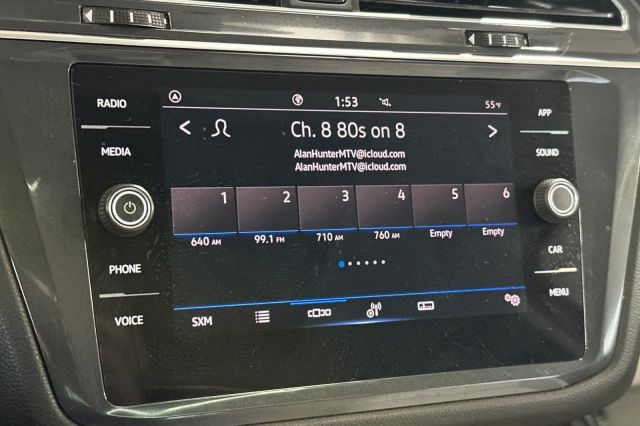 RADIO
MEDIA
PHONE
VOICE
1:53
55°F
Ch. 8 80s on 8
AlanHunterMTV@icloud.com
AlanHunterMTV@icloud.com
1 2 3 4 5 6
640 AM 99.1 FM 710 AM 760 AM Empty Empty
SXM
APP
SOUND
CAR
MENU